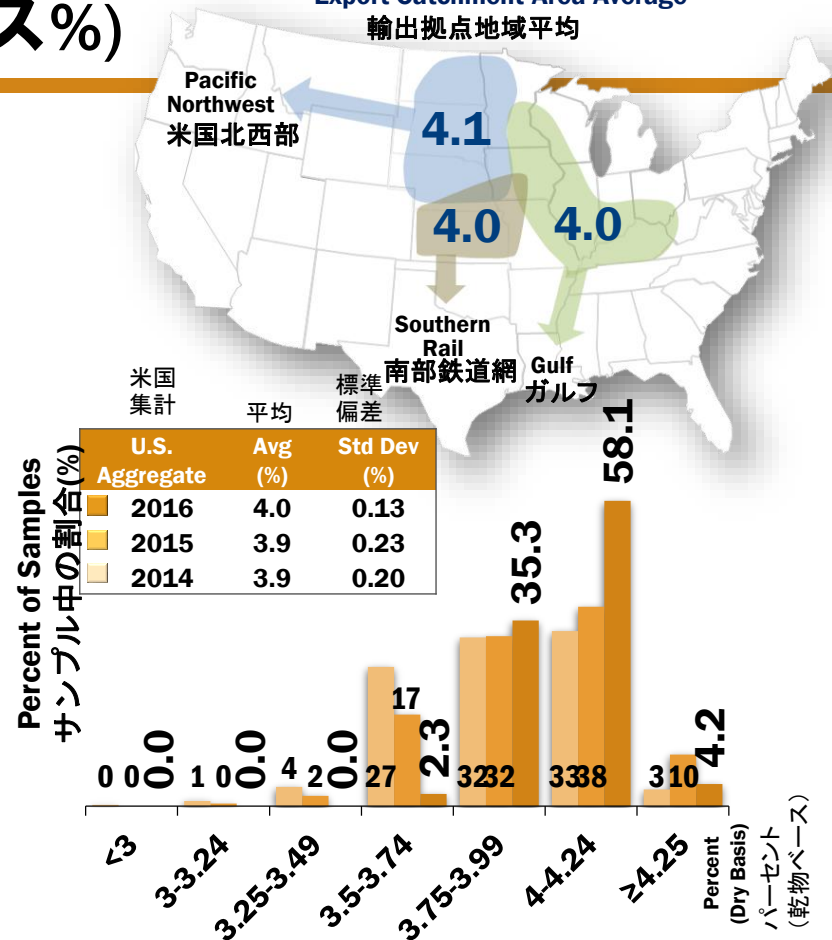 ス%)
Export Catchment Area Average
輸出拠点地域平均
Pacific
Northwest
米国北西部
4.1
4.0
4.0
Southern
Rail
南部鉄道網
Gulf
ガルフ
米国
集計
平均
標準
偏差
U.S.
Aggregate
Avg
(%)
Std Dev
(%)
2016 4.0 0.13
2015 3.9 0.23
2014 3.9 0.20
Percent of Samples
サンプル中の割合(%)
0 0 0.0
1 0 0.0
4 2 0.0
27 17 2.3
32 32 35.3
33 38 58.1
3 10 4.2
<3
3-3.24
3.25-3.49
3.5-3.74
3.75-3.99
4-4.24
≥4.25
Percent
(Dry Basis)
パーセント
（乾物ベース）